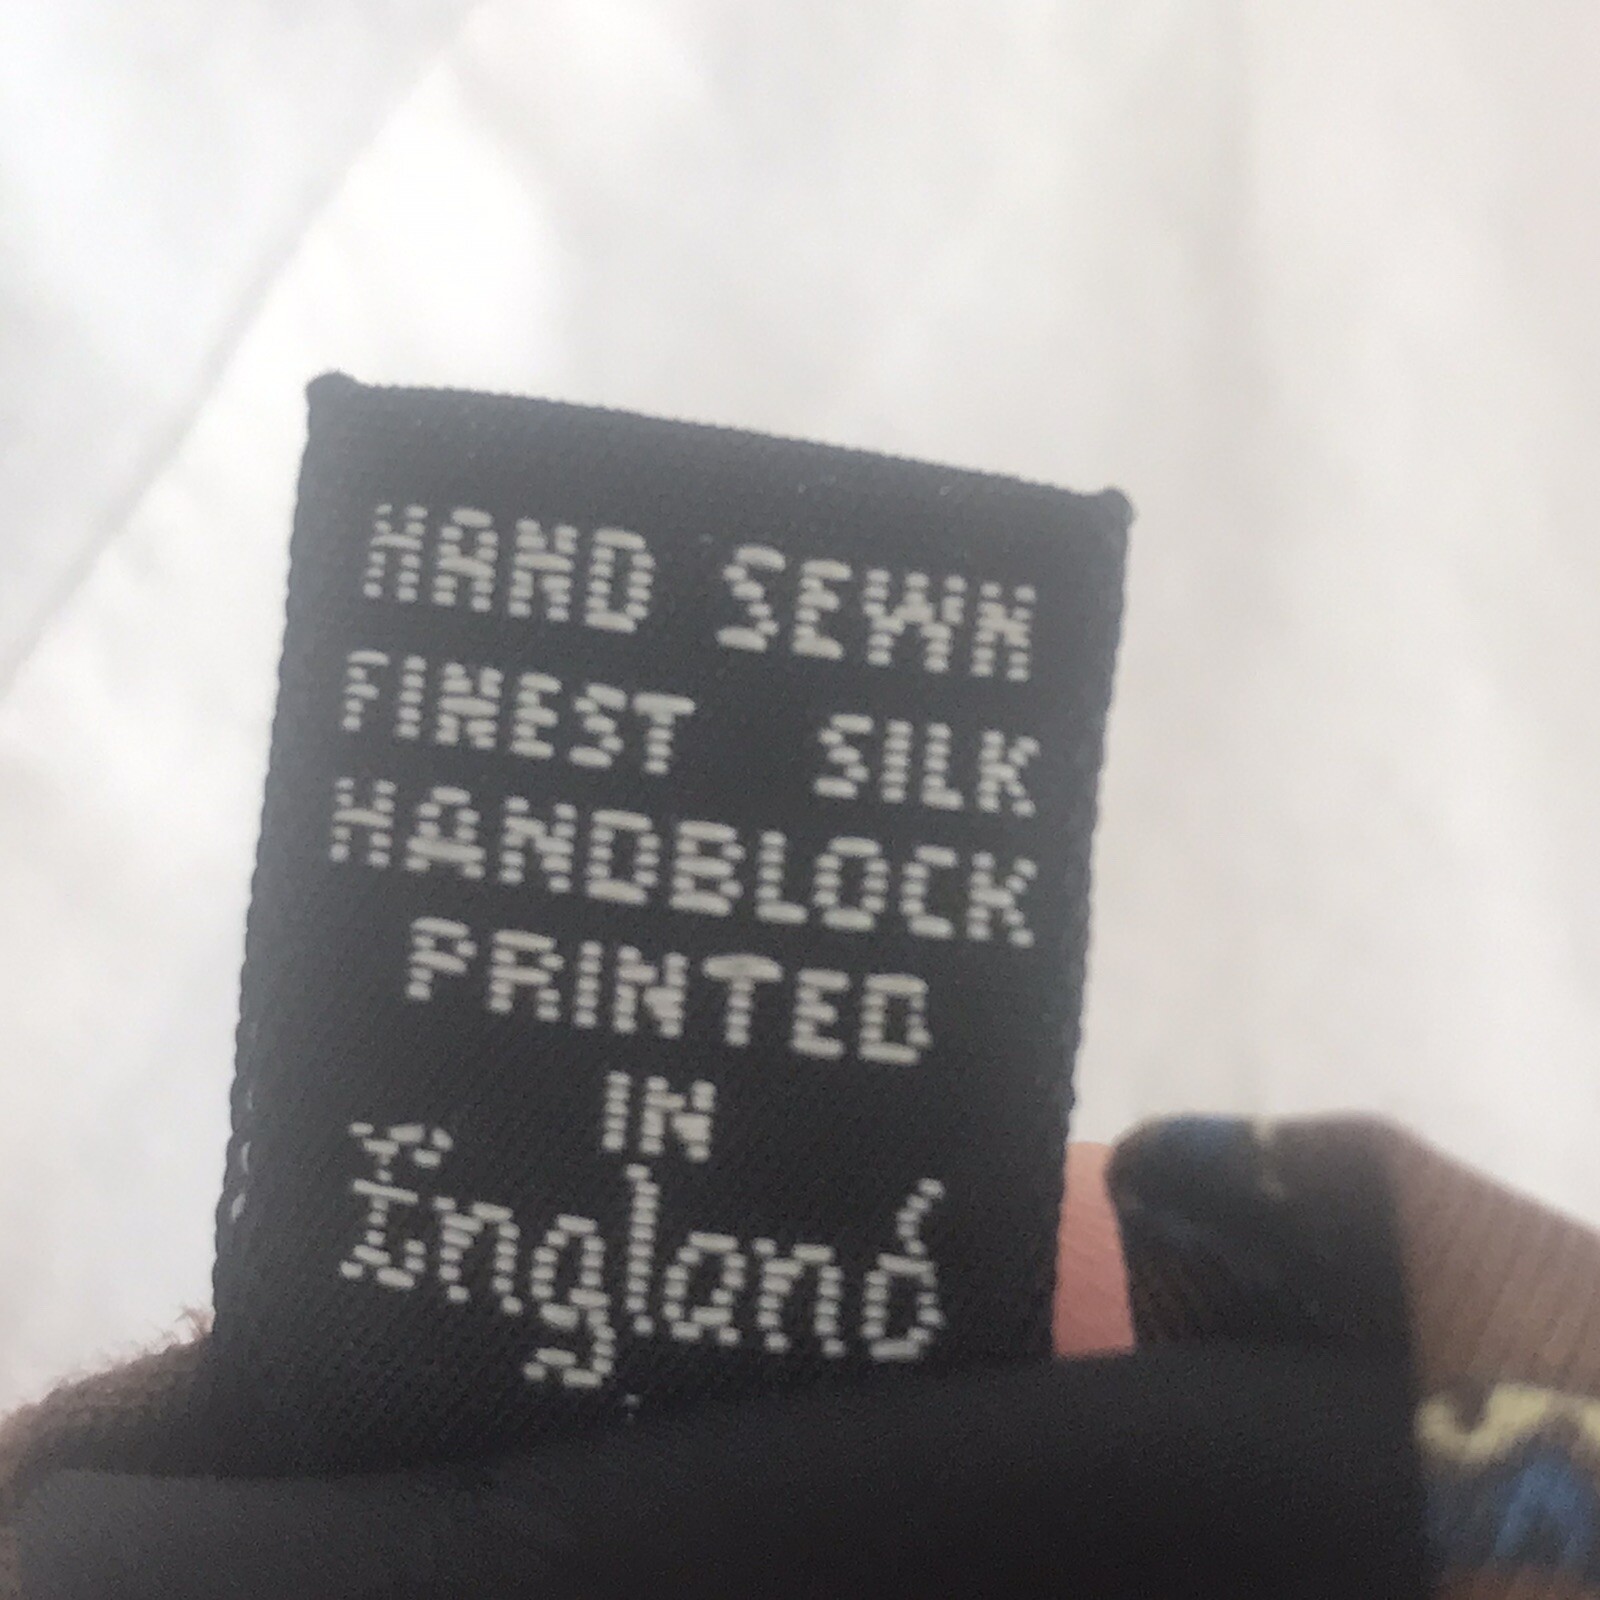 HAND SEWN
FINEST SILK
HANDBLOCK
PRINTED
IN
England